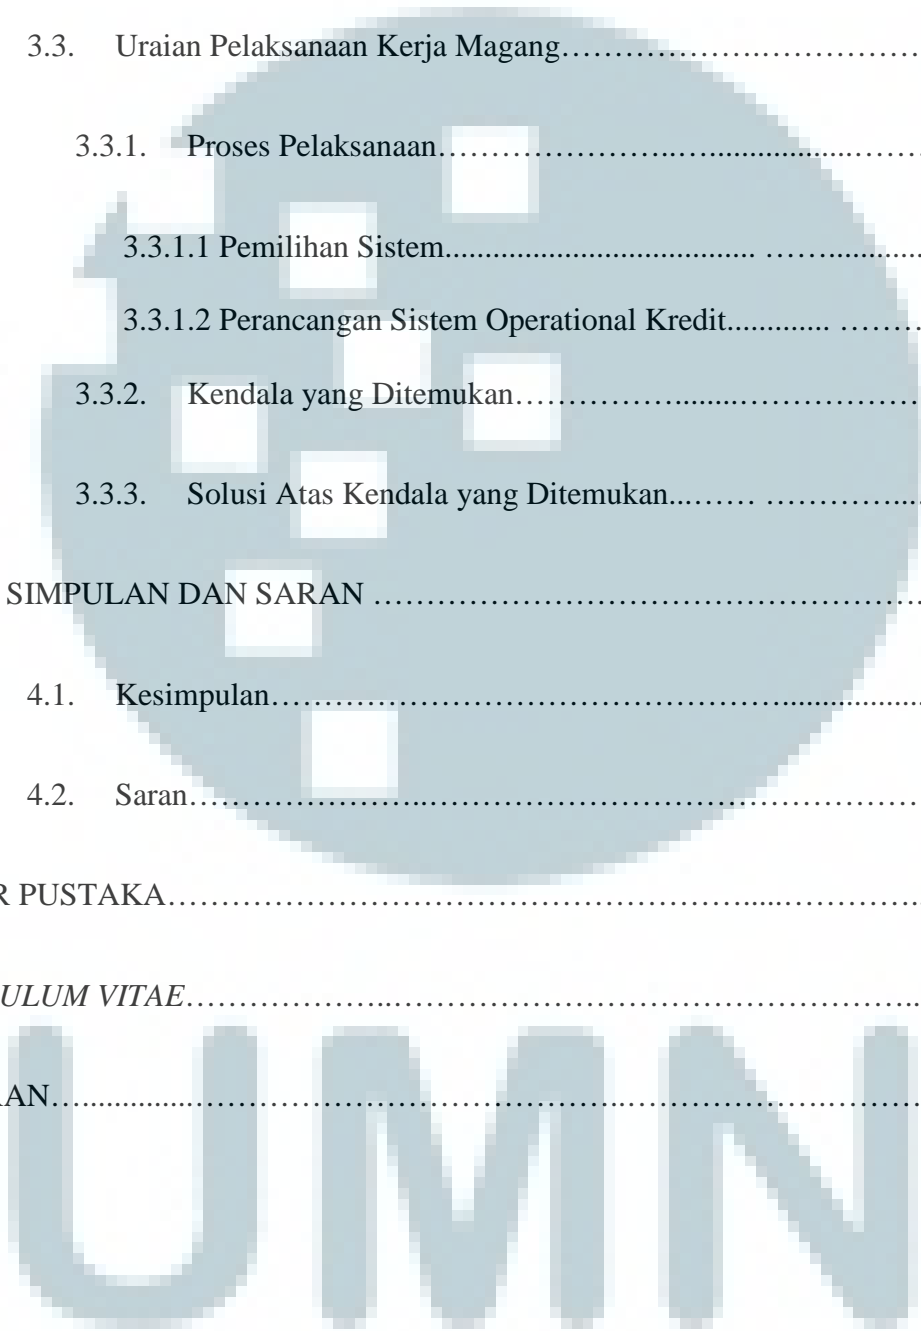 3.3. Uraian Pelaksanaan Kerja Magang……………….……………
3.3.1. Proses Pelaksanaan…………………..…...................……
3.3.1.1 Pemilihan Sistem....................................... ……............
3.3.1.2 Perancangan Sistem Operational Kredit............. ………
3.3.2. Kendala yang Ditemukan……………........………………
3.3.3. Solusi Atas Kendala yang Ditemukan...…… …………....
SIMPULAN DAN SARAN ……………………………………………
4.1. Kesimpulan…………………………………………....................
4.2. Saran…………………..……………………………………………
R PUSTAKA…………………………………………………....…………
ULUM VITAE………………..…………………………………………...
RAN…............……………………………………………………………
UMN